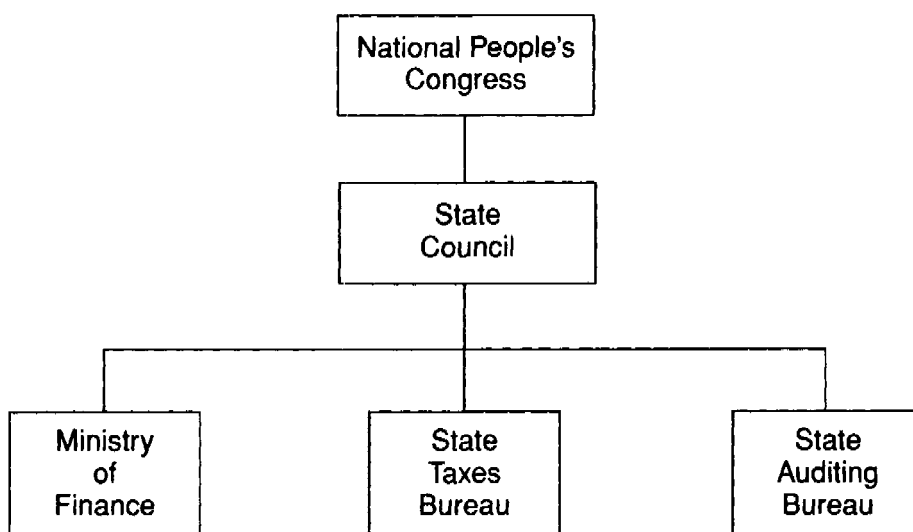 National People's
Congress
State
Council
Ministry
of
Finance
State
Taxes
Bureau
State
Auditing
Bureau